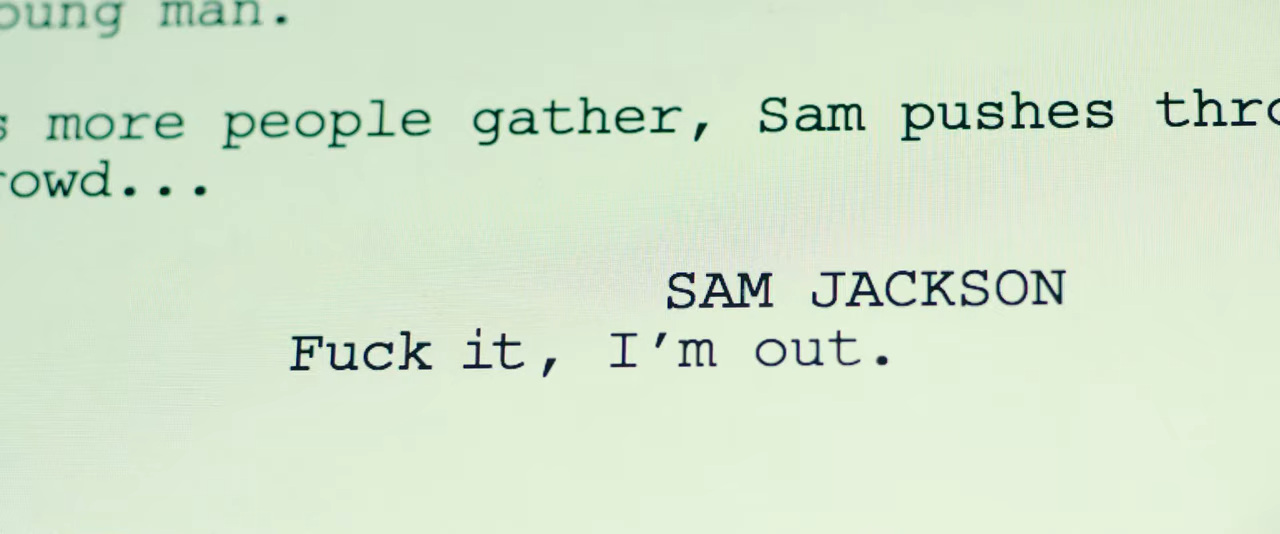 oung man.
s more people gather, Sam pushes thro
rowd...
SAM JACKSON
Fuck it, I'm out.